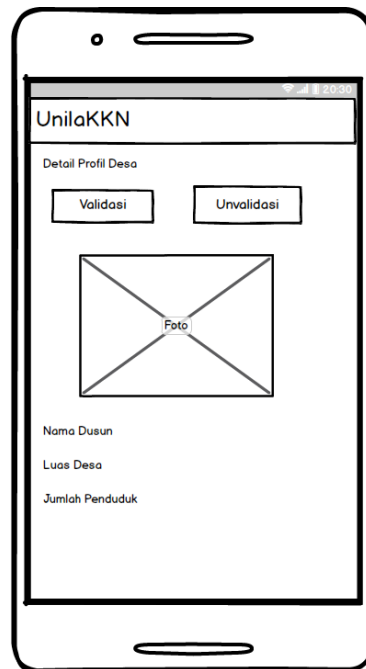 20:30
UnilaKKN
Detail Profil Desa
Validasi Unvalidasi
Foto
Nama Dusun
Luas Desa
Jumlah Penduduk